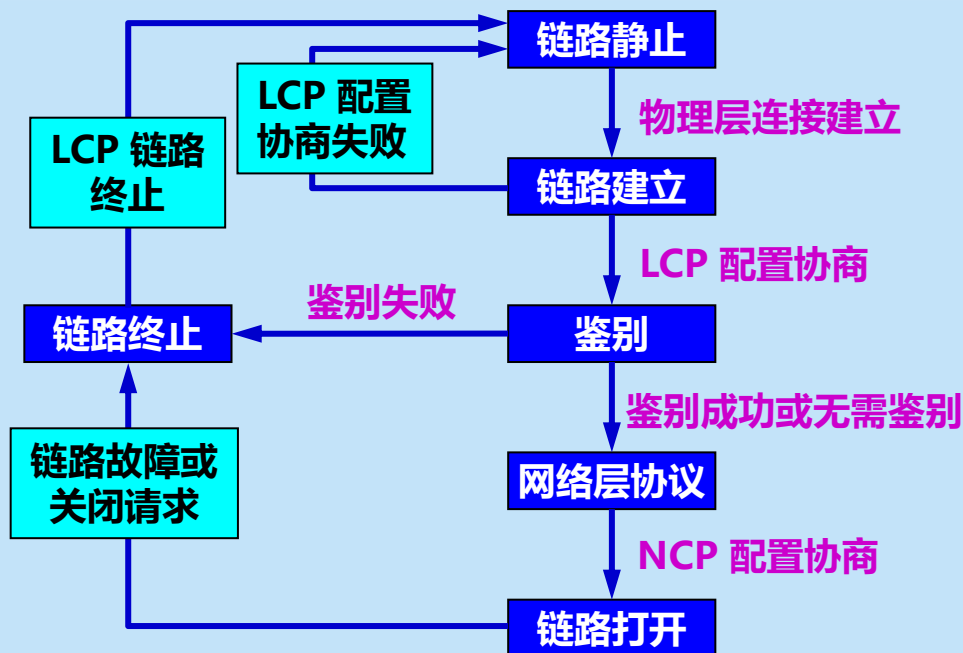 链路静止
LCP 配置
协商失败
物理层连接建立
LCP 链路
终止
链路建立
LCP 配置协商
鉴别失败
链路终止
鉴别
鉴别成功或无需鉴别
链路故障或
关闭请求
网络层协议
NCP 配置协商
链路打开